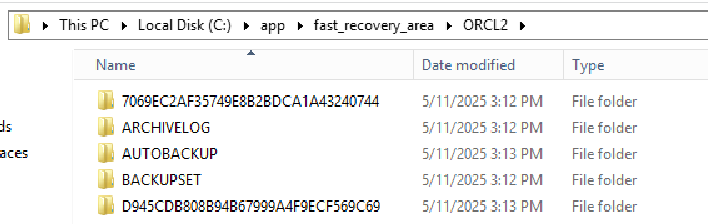 This PC Local Disk (C:) app fast_recovery_area ORCL2
Name Date modified Type
7069EC2AF35749E8B2BDCA1A43240744 5/11/2025 3:12 PM File folder
ds ARCHIVELOG 5/11/2025 3:12 PM File folder
aces AUTOBACKUP 5/11/2025 3:13 PM File folder
BACKUPSET 5/11/2025 3:12 PM File folder
D945CDB808B94B67999A4F9ECF569C69 5/11/2025 3:13 PM File folder